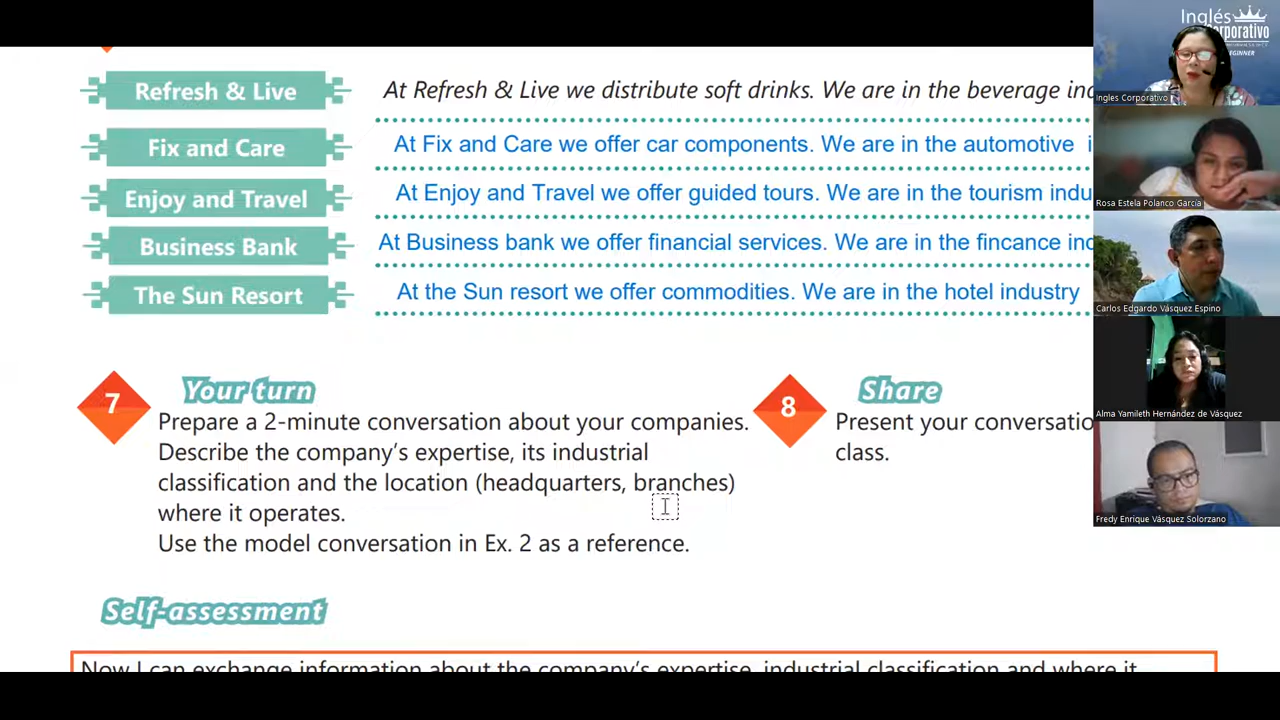 Refresh & Live
At Refresh & Live we distribute soft drinks. We are in the beverage
Fix and Care
At Fix and Care we offer car components. We are in the automotive
Enjoy and Travel
At Enjoy and Travel we offer guided tours. We are in the tourism indu
Business Bank
At Business bank we offer financial services. We are in the fincance
The Sun Resort
At the Sun resort we offer commodities. We are in the hotel industry
7
Your turn
Prepare a 2-minute conversation about your companies.
Describe the company's expertise, its industrial
classification and the location (headquarters, branches)
where it operates.
Use the model conversation in Ex. 2 as a reference.
8
Share
Present your conversatio
class.
Self-assessment
Now I can exchange information about the company's expertise, industrial classification and where it
Inglés
Corporativo
BEGINNER
Ingles Corporativo
Rosa Estela Polanco Garcia
Carlos Edgardo Vásquez Espino
Alma Yamileth Hernández de Vásquez
Fredy Enrique Vásquez Solorzano